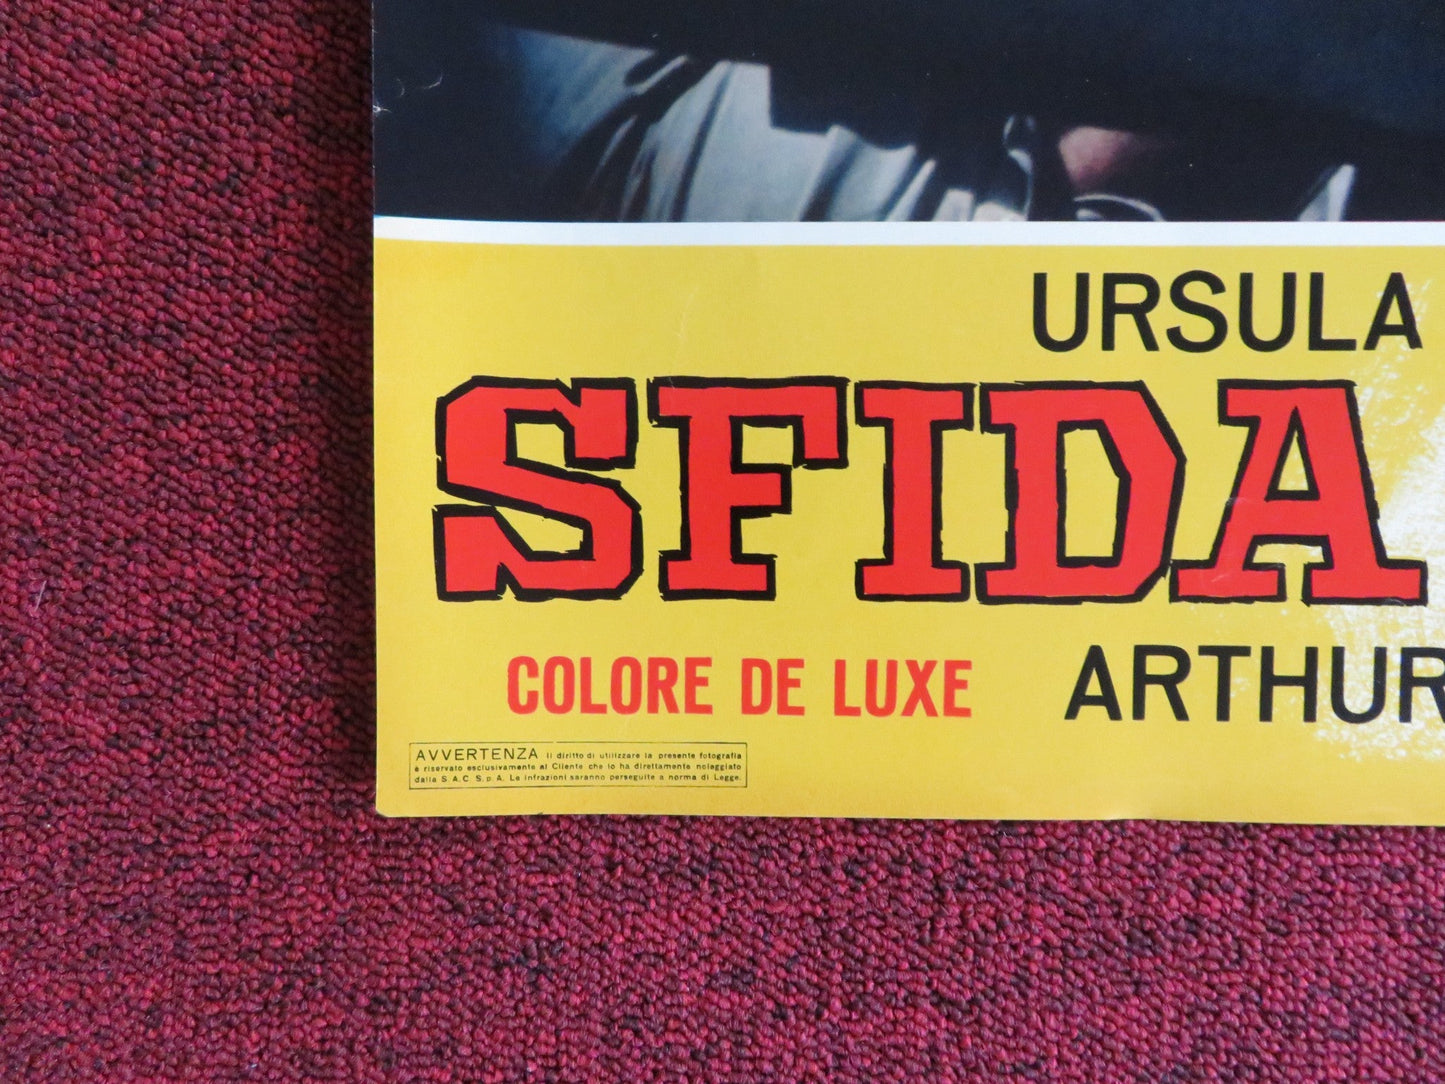 URSULA
SFIDA
COLORE DE LUXE
ARTHUR
AVVERTENZA Il diritto di utilizzare la presente fotografia
è riservato esclusivamente al Cliente che lo ha direttamente noleggiato
dalla S.A.C. S.p.A. Le infrazioni saranno perseguite a norma di Legge.